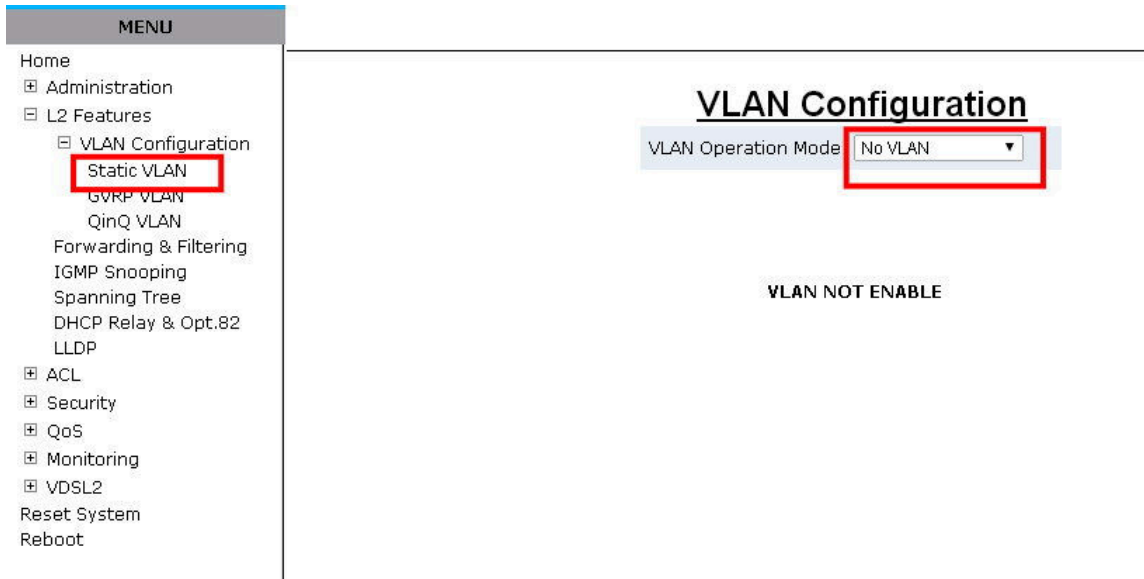 MENU
Home
Administration
L2 Features
VLAN Configuration
Static VLAN
GVRP VLAN
QinQ VLAN
Forwarding & Filtering
IGMP Snooping
Spanning Tree
DHCP Relay & Opt.82
LLDP
ACL
Security
QoS
Monitoring
VDSL2
Reset System
Reboot
VLAN Configuration
VLAN Operation Mode No VLAN
VLAN NOT ENABLE